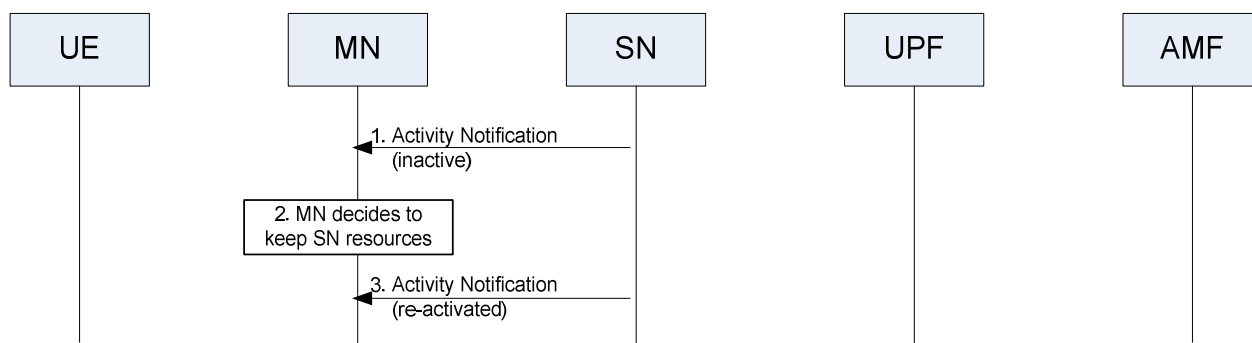 UE
MN
SN
UPF
AMF
1. Activity Notification
(inactive)
2. MN decides to
keep SN resources
3. Activity Notification
(re-activated)